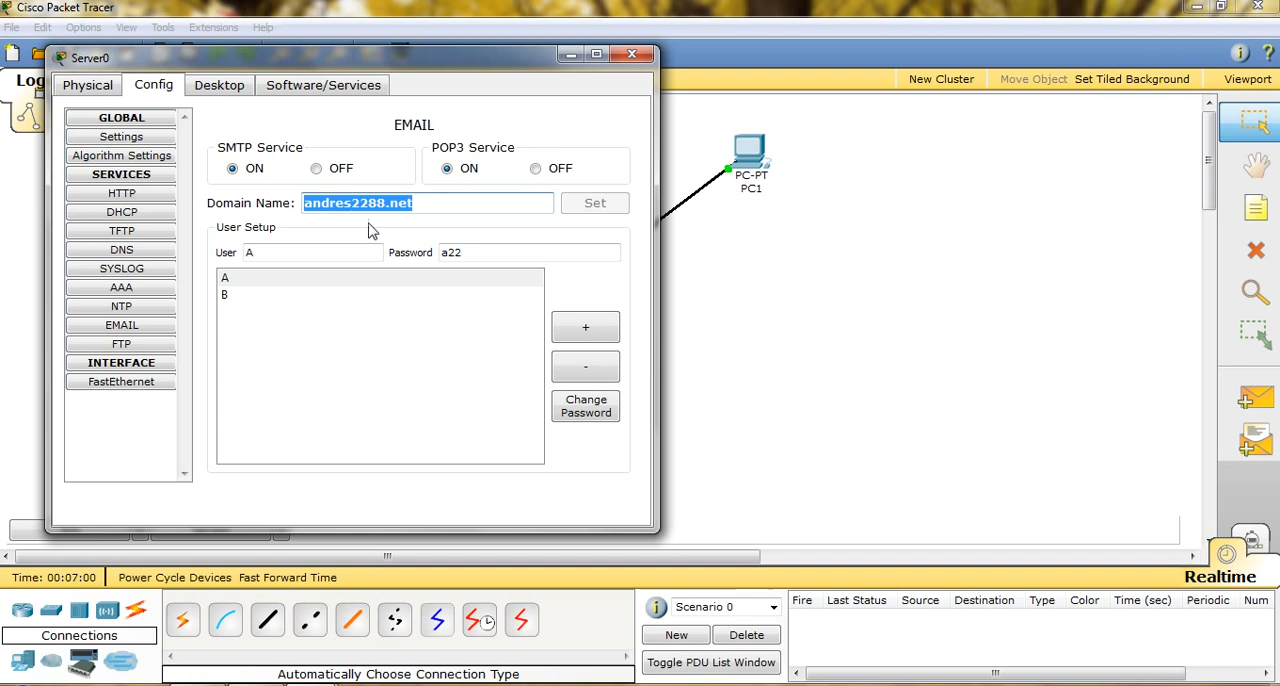 Cisco Packet Tracer
File Edit Options View Tools Extensions Help
Log
New Cluster Move Object Set Tiled Background Viewport
Server0
Physical Config Desktop Software/Services
GLOBAL
Settings
Algorithm Settings
SERVICES
HTTP
DHCP
TFTP
DNS
SYSLOG
AAA
NTP
EMAIL
FTP
INTERFACE
FastEthernet
EMAIL
SMTP Service
ON OFF
POP3 Service
ON OFF
Domain Name: andres2288.net Set
User Setup
User A Password a22
A
B
+
-
Change
Password
PC-PT
PC1
Time: 00:07:00 Power Cycle Devices Fast Forward Time
Realtime
Connections
Automatically Choose Connection Type
Scenario 0
New Delete
Toggle PDU List Window
Fire Last Status Source Destination Type Color Time (sec) Periodic Num